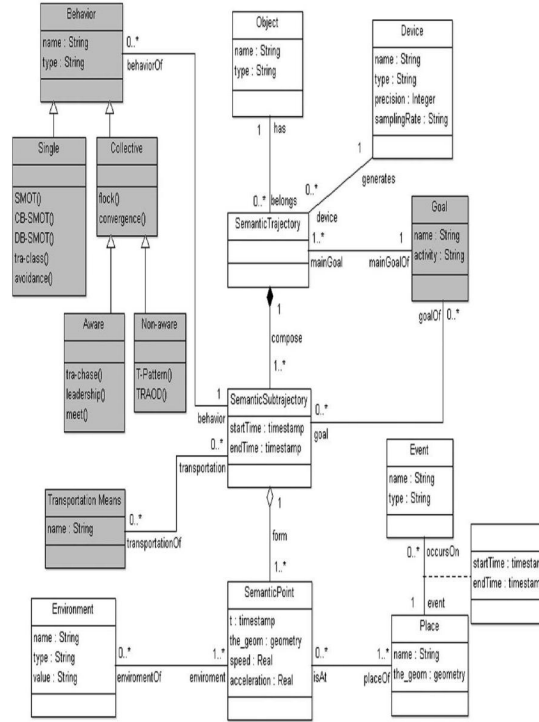 Behavior
name : String
type : String
0..*
behaviorOf
Object
name : String
type : String
Device
name : String
type : String
precision : Integer
samplingRate : String
1
has
1
generates
Single
SMOT()
CB-SMOT()
DB-SMOT()
tra-class()
avoidance()
Collective
flock()
convergence()
0..*
belongs
0..*
device
SemanticTrajectory
1..*
mainGoal
1
mainGoalOf
Goal
name : String
activity : String
goalOf
0..*
1
compose
1..*
Aware
tra-chase()
leadership()
meet()
Non-aware
T-Pattern()
TRAOD()
1
behavior
SemanticSubtrajectory
startTime : timestamp
endTime : timestamp
0..*
goal
0..*
transportation
Transportation Means
name : String
0..*
transportationOf
1
form
1..*
Event
name : String
type : String
0..*
occursOn
startTime : timestam
endTime : timestam
1
event
Environment
name : String
type : String
value : String
0..*
enviromentOf
1..*
enviroment
SemanticPoint
t : timestamp
the_geom : geometry
speed : Real
acceleration : Real
0..*
isAt
1..*
placeOf
Place
name : String
the_geom : geometry